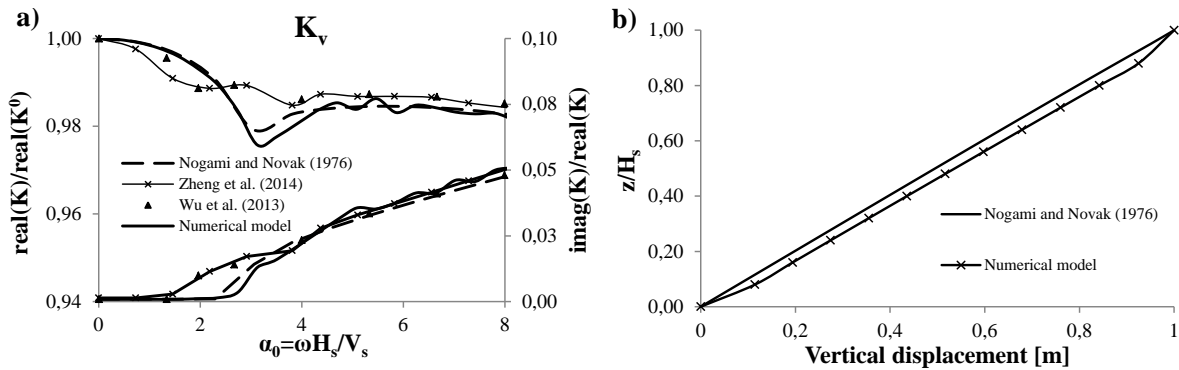 a)
K_v
1,00
0,98
0,96
0,94
real(K)/real(K⁰)
0,10
0,08
0,05
0,03
0,00
imag(K)/real(K)
Nogami and Novak (1976)
Zheng et al. (2014)
Wu et al. (2013)
Numerical model
0 2 4 6 8
α₀=ωH_s/V_s
b)
1,00
0,80
0,60
0,40
0,20
0,00
z/H_s
Nogami and Novak (1976)
Numerical model
0 0,2 0,4 0,6 0,8 1
Vertical displacement [m]